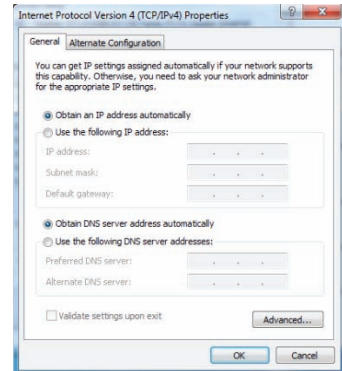 Internet Protocol Version 4 (TCP/IPv4) Properties
General
Alternate Configuration
You can get IP settings assigned automatically if your network supports
this capability. Otherwise, you need to ask your network administrator
for the appropriate IP settings.
Obtain an IP address automatically
Use the following IP address:
IP address:
Subnet mask:
Default gateway:
Obtain DNS server address automatically
Use the following DNS server addresses:
Preferred DNS server:
Alternate DNS server:
Validate settings upon exit
Advanced...
OK
Cancel